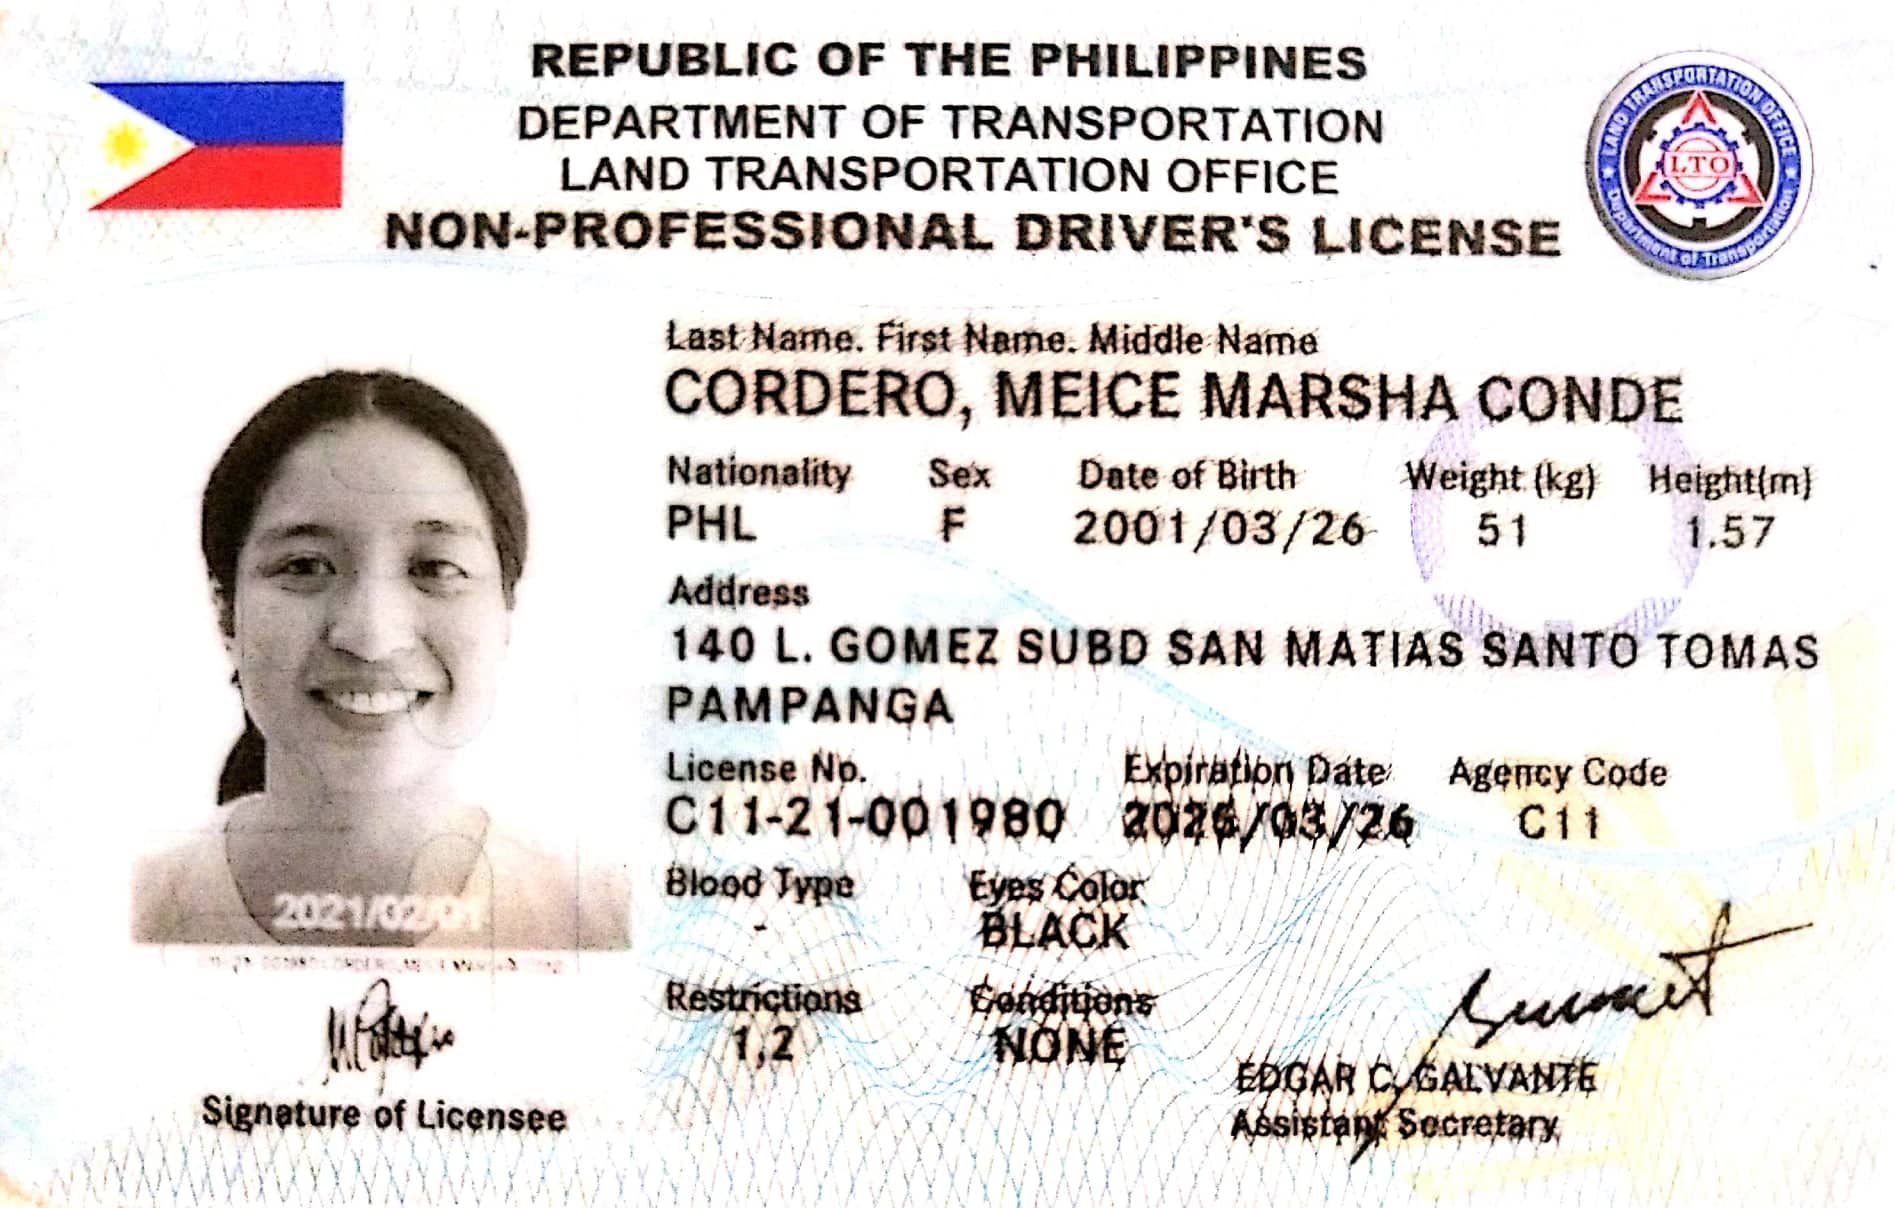 REPUBLIC OF THE PHILIPPINES
DEPARTMENT OF TRANSPORTATION
LAND TRANSPORTATION OFFICE
NON-PROFESSIONAL DRIVER'S LICENSE
LAND TRANSPORTATION OFFICE
LTO
Department of Transportation
Last Name. First Name. Middle Name
CORDERO, MEICE MARSHA CONDE
Nationality Sex Date of Birth Weight (kg) Height(m)
PHL F 2001/03/26 51 1.57
Address
140 L. GOMEZ SUBD SAN MATIAS SANTO TOMAS
PAMPANGA
License No. Expiration Date Agency Code
C11-21-001980 C11
Blood Type Eyes Color
- BLACK
Restrictions Conditions
1,2 NONE
2021/02/01
Signature of Licensee
EDGAR C. GALVANTE
Assistant Secretary